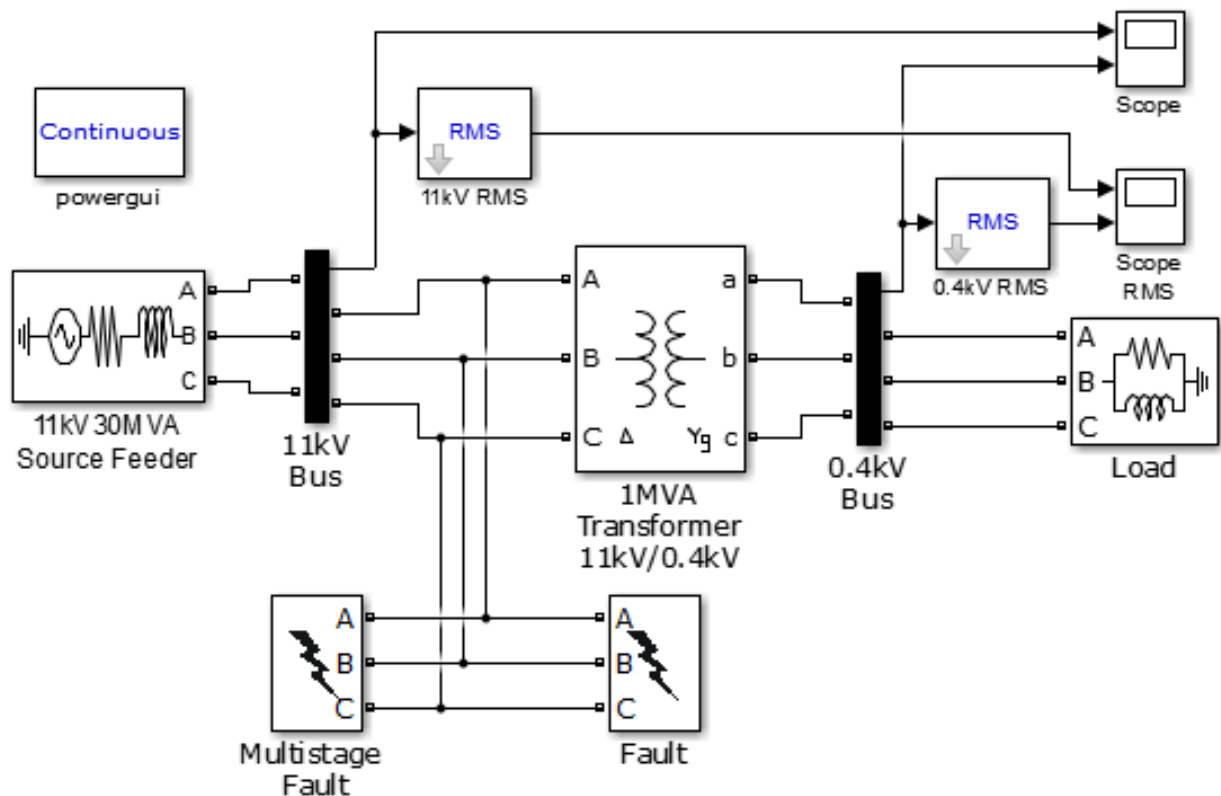 Scope
Continuous
powergui
RMS
11kV RMS
RMS
0.4kV RMS
Scope
RMS
A
B
C
11kV 30MVA
Source Feeder
11kV
Bus
A
B
C
Δ
Yg
a
b
c
1MVA
Transformer
11kV/0.4kV
0.4kV
Bus
A
B
C
Load
A
B
C
Multistage
Fault
A
B
C
Fault